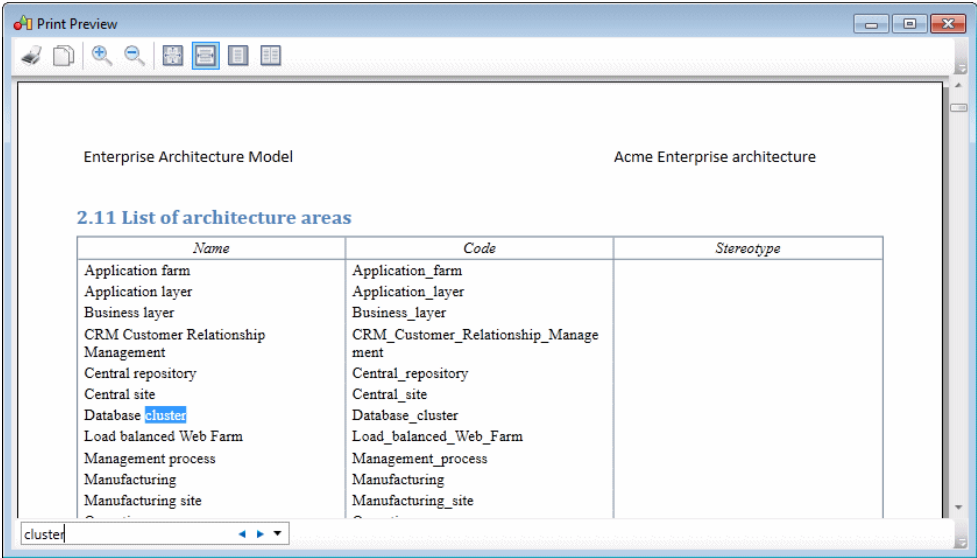 Print Preview
Enterprise Architecture Model Acme Enterprise architecture
2.11 List of architecture areas
Name Code Stereotype
Application farm Application_farm
Application layer Application_layer
Business layer Business_layer
CRM Customer Relationship CRM_Customer_Relationship_Manage
Management ment
Central repository Central_repository
Central site Central_site
Database cluster Database_cluster
Load balanced Web Farm Load_balanced_Web_Farm
Management process Management_process
Manufacturing Manufacturing
Manufacturing site Manufacturing_site
cluster